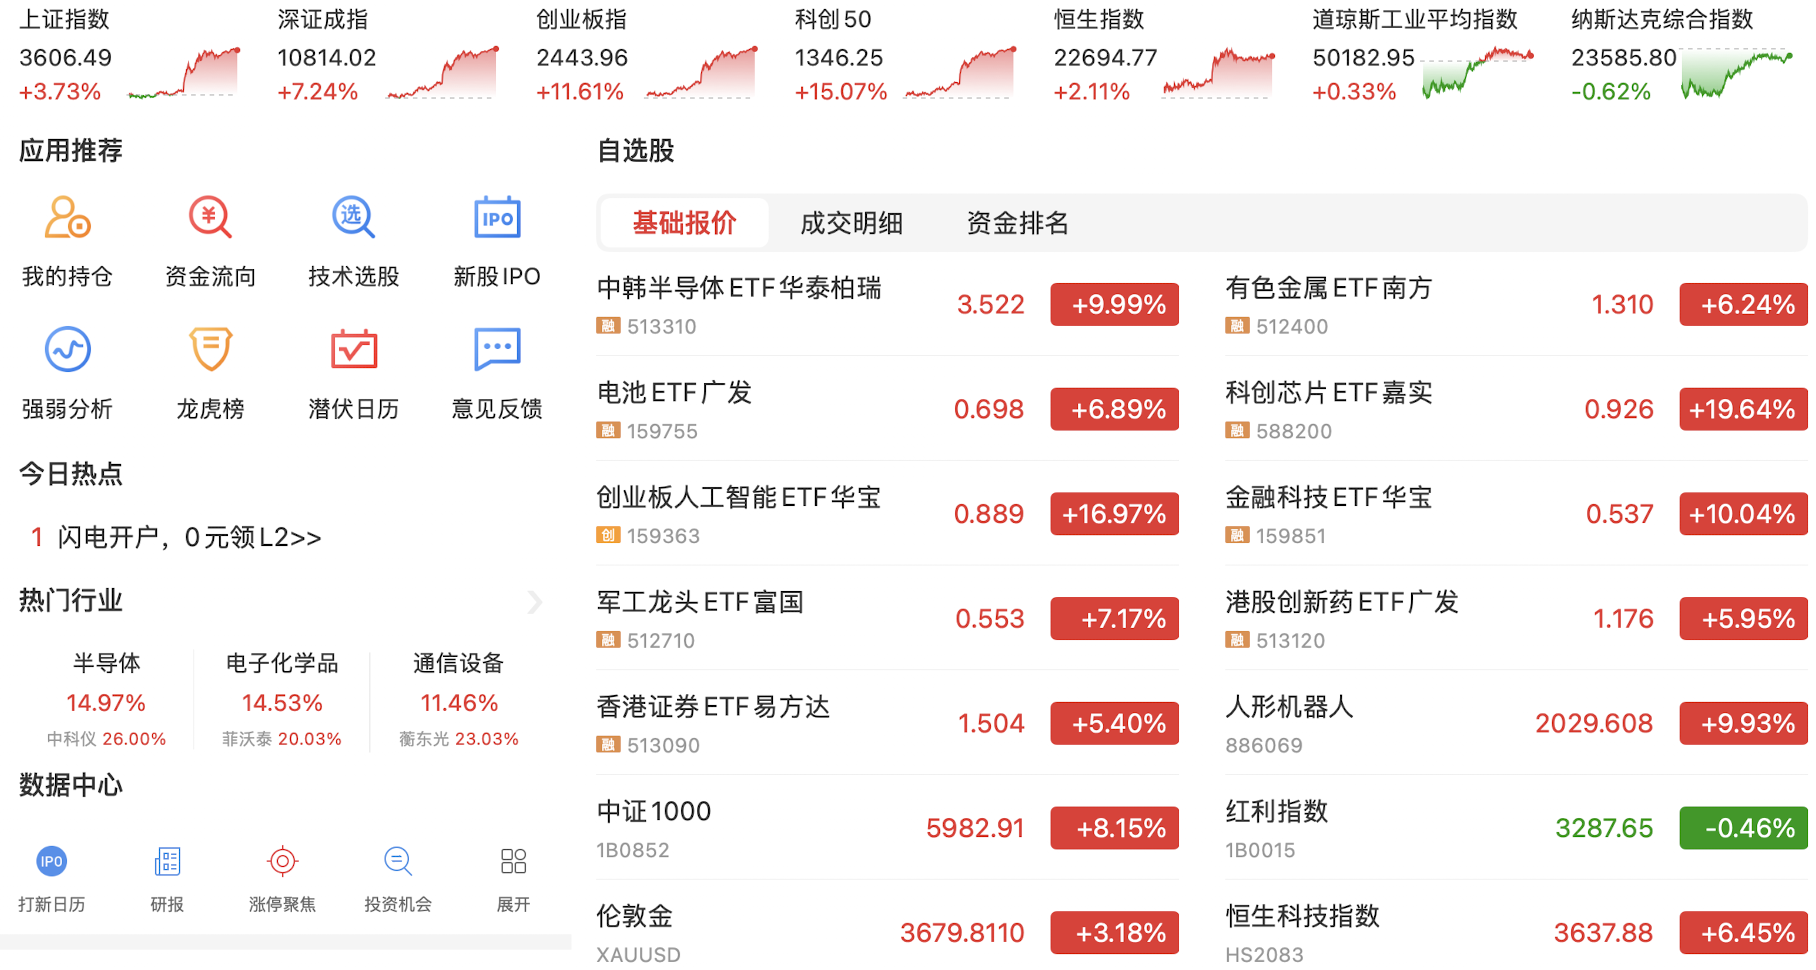 上证指数
3606.49
+3.73%
深证成指
10814.02
+7.24%
创业板指
2443.96
+11.61%
科创50
1346.25
+15.07%
恒生指数
22694.77
+2.11%
道琼斯工业平均指数
50182.95
+0.33%
纳斯达克综合指数
23585.80
-0.62%
应用推荐
¥
选
IPO
我的持仓
资金流向
技术选股
新股IPO
强弱分析
龙虎榜
潜伏日历
意见反馈
今日热点
1 闪电开户，0元领L2>>
热门行业
半导体
14.97%
中科仪 26.00%
电子化学品
14.53%
菲沃泰 20.03%
通信设备
11.46%
蘅东光 23.03%
数据中心
IPO
打新日历
研报
涨停聚焦
投资机会
展开
自选股
基础报价 成交明细 资金排名
中韩半导体ETF华泰柏瑞
融 513310
3.522 +9.99%
有色金属ETF南方
融 512400
1.310 +6.24%
电池ETF广发
融 159755
0.698 +6.89%
科创芯片ETF嘉实
融 588200
0.926 +19.64%
创业板人工智能ETF华宝
创 159363
0.889 +16.97%
金融科技ETF华宝
融 159851
0.537 +10.04%
军工龙头ETF富国
融 512710
0.553 +7.17%
港股创新药ETF广发
融 513120
1.176 +5.95%
香港证券ETF易方达
融 513090
1.504 +5.40%
人形机器人
886069
2029.608 +9.93%
中证1000
1B0852
5982.91 +8.15%
红利指数
1B0015
3287.65 -0.46%
伦敦金
XAUUSD
3679.8110 +3.18%
恒生科技指数
HS2083
3637.88 +6.45%